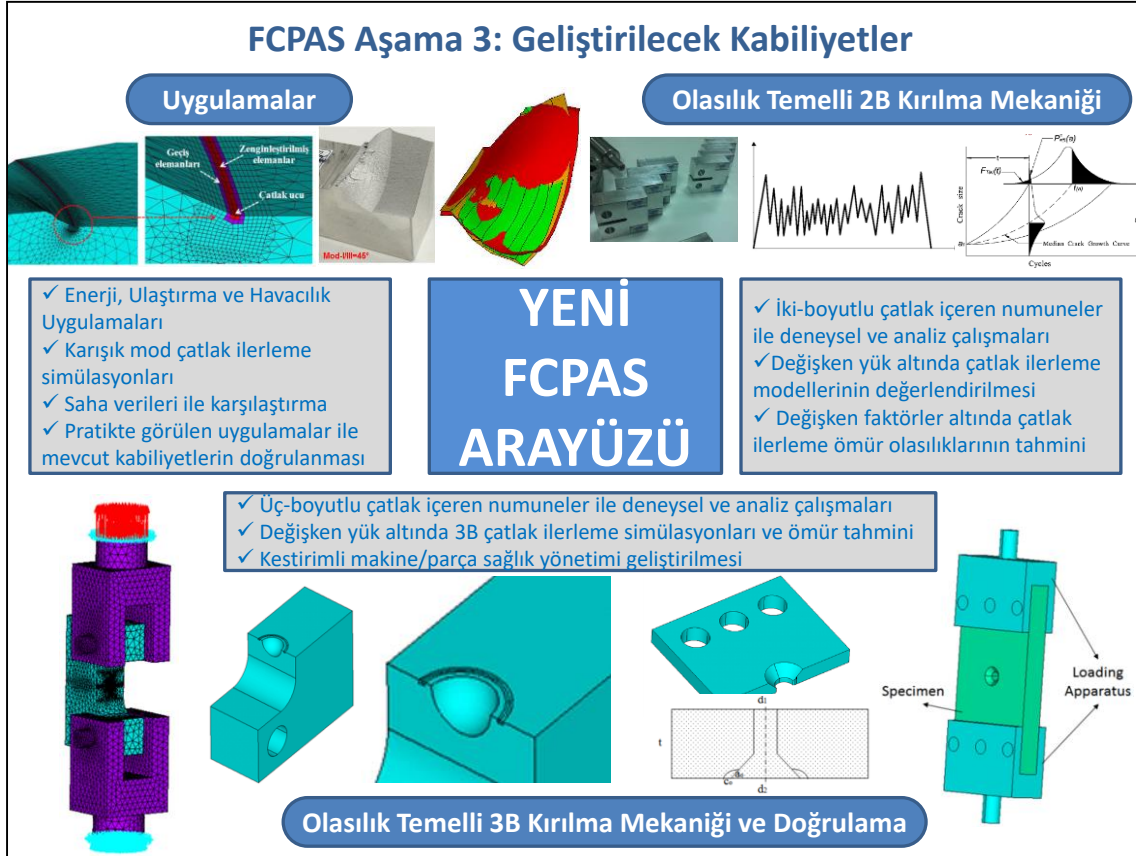 FCPAS Aşama 3: Geliştirilecek Kabiliyetler
Uygulamalar
Olasılık Temelli 2B Kırılma Mekaniği
Geçiş
elemanları
Zenginleştirilmiş
elemanlar
Çatlak ucu
Mod-I/III=45°
Crack size
Median Crack Growth Curve
Cycles
✓ Enerji, Ulaştırma ve Havacılık
Uygulamaları
✓ Karışık mod çatlak ilerleme
simülasyonları
✓ Saha verileri ile karşılaştırma
✓ Pratikte görülen uygulamalar ile
mevcut kabiliyetlerin doğrulanması
YENİ
FCPAS
ARAYÜZÜ
✓ İki-boyutlu çatlak içeren numuneler
ile deneysel ve analiz çalışmaları
✓Değişken yük altında çatlak ilerleme
modellerinin değerlendirilmesi
✓ Değişken faktörler altında çatlak
ilerleme ömür olasılıklarının tahmini
✓ Üç-boyutlu çatlak içeren numuneler ile deneysel ve analiz çalışmaları
✓ Değişken yük altında 3B çatlak ilerleme simülasyonları ve ömür tahmini
✓ Kestirimli makine/parça sağlık yönetimi geliştirilmesi
d1
t
d2
Specimen
Loading
Apparatus
Olasılık Temelli 3B Kırılma Mekaniği ve Doğrulama